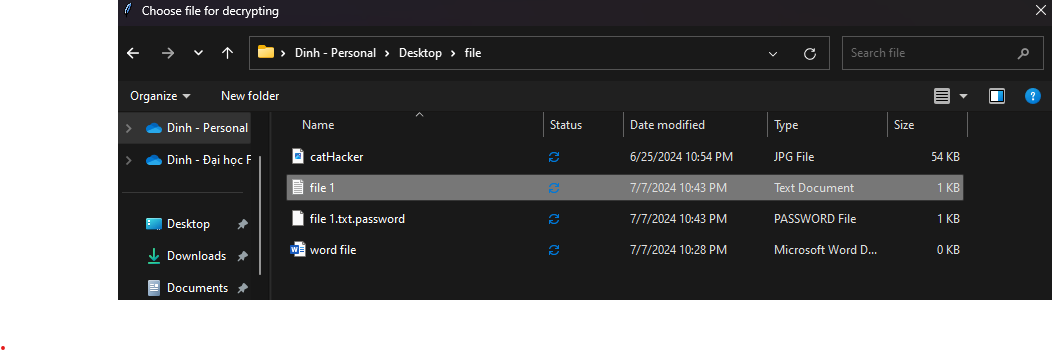 Choose file for decrypting
Dinh - Personal › Desktop › file
Search file
Organize
New folder
Dinh - Personal
Dinh - Đại học F
Desktop
Downloads
Documents
Name Status Date modified Type Size
catHacker 6/25/2024 10:54 PM JPG File 54 KB
file 1 7/7/2024 10:43 PM Text Document 1 KB
file 1.txt.password 7/7/2024 10:43 PM PASSWORD File 1 KB
word file 7/7/2024 10:28 PM Microsoft Word D... 0 KB